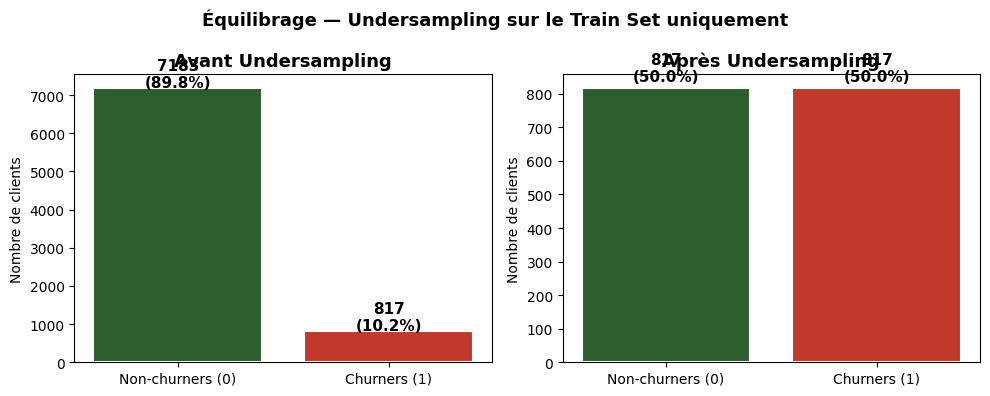 Équilibrage — Undersampling sur le Train Set uniquement
Avant Undersampling
7183
(89.8%)
817
(10.2%)
Nombre de clients
7000
6000
5000
4000
3000
2000
1000
0
Non-churners (0)
Churners (1)
Après Undersampling
817
(50.0%)
817
(50.0%)
Nombre de clients
800
700
600
500
400
300
200
100
0
Non-churners (0)
Churners (1)